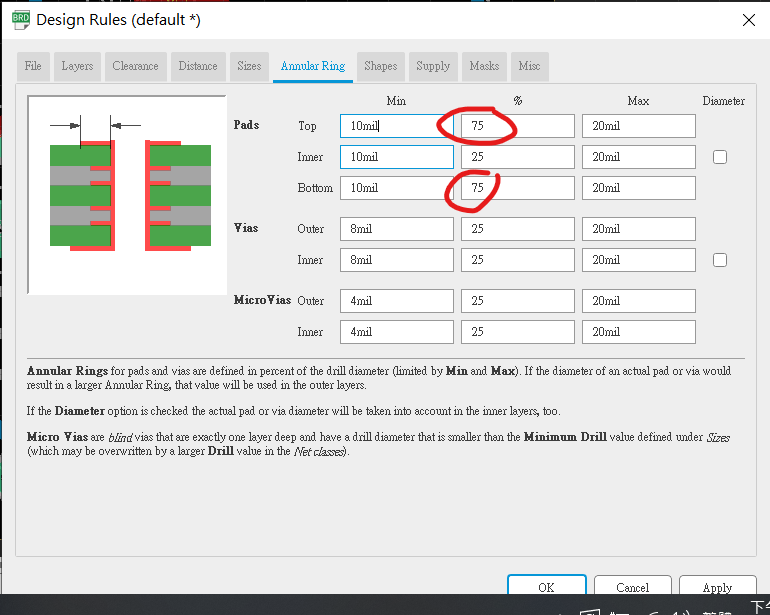 BRD
Design Rules (default *)
File Layers Clearance Distance Sizes Annular Ring Shapes Supply Masks Misc
Min % Max Diameter
Pads Top 10mil 75 20mil
Inner 10mil 25 20mil
Bottom 10mil 75 20mil
Vias Outer 8mil 25 20mil
Inner 8mil 25 20mil
MicroVias Outer 4mil 25 20mil
Inner 4mil 25 20mil
Annular Rings for pads and vias are defined in percent of the drill diameter (limited by Min and Max). If the diameter of an actual pad or via would
result in a larger Annular Ring, that value will be used in the outer layers.
If the Diameter option is checked the actual pad or via diameter will be taken into account in the inner layers, too.
Micro Vias are blind vias that are exactly one layer deep and have a drill diameter that is smaller than the Minimum Drill value defined under Sizes
(which may be overwritten by a larger Drill value in the Net classes).
OK Cancel Apply